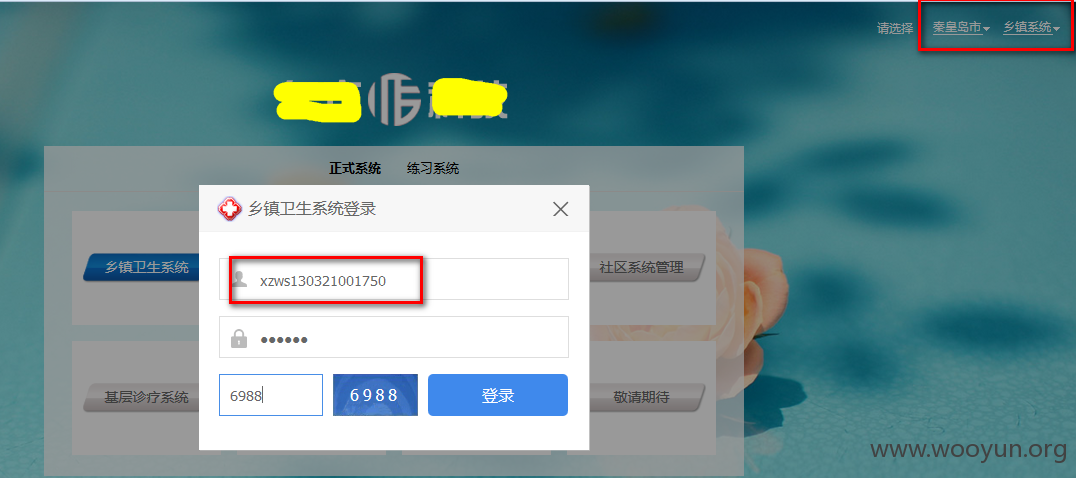 请选择 秦皇岛市 乡镇系统
正式系统 练习系统
乡镇卫生系统登录
乡镇卫生系统
xzws130321001750
社区系统管理
••••••
6988
6988
登录
基层诊疗系统
敬请期待
www.wooyun.org